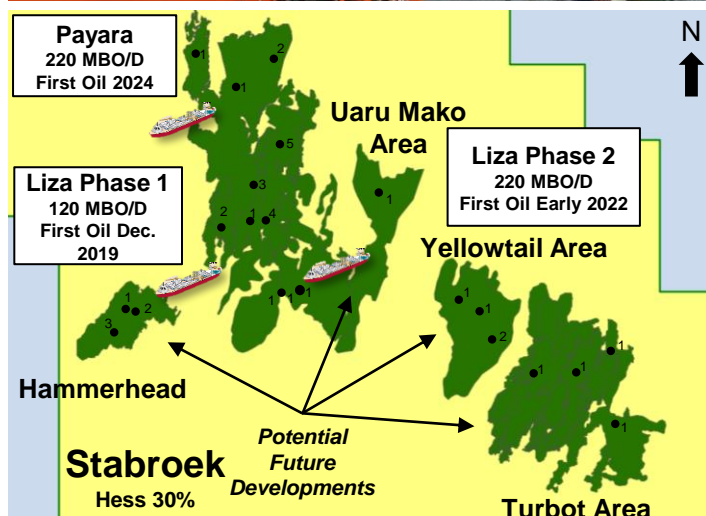 Payara
220 MBO/D
First Oil 2024
N
1
2
1
Uaru Mako
Area
5
Liza Phase 2
220 MBO/D
First Oil Early 2022
Liza Phase 1
120 MBO/D
First Oil Dec.
2019
3
1
2
1
4
Yellowtail Area
1
1
1
1
1
1
2
3
2
1
1
1
1
Hammerhead
Potential
Future
Developments
Stabroek
Hess 30%
Turbot Area